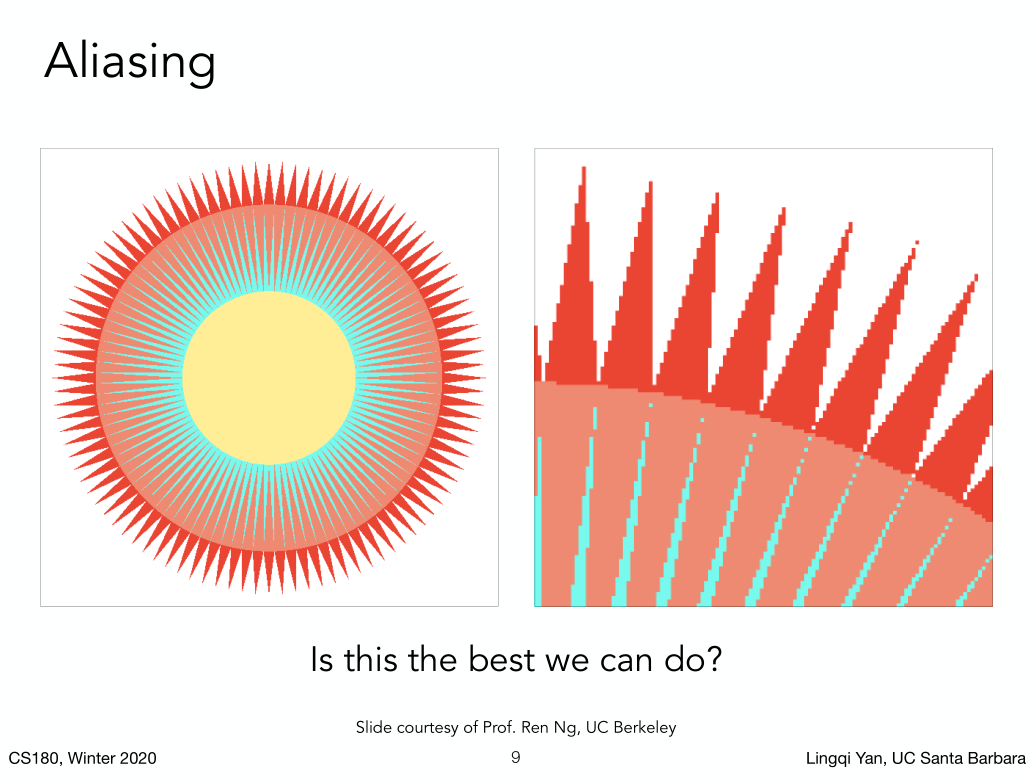 Aliasing
Is this the best we can do?
Slide courtesy of Prof. Ren Ng, UC Berkeley
CS180, Winter 2020
9
Lingqi Yan, UC Santa Barbara